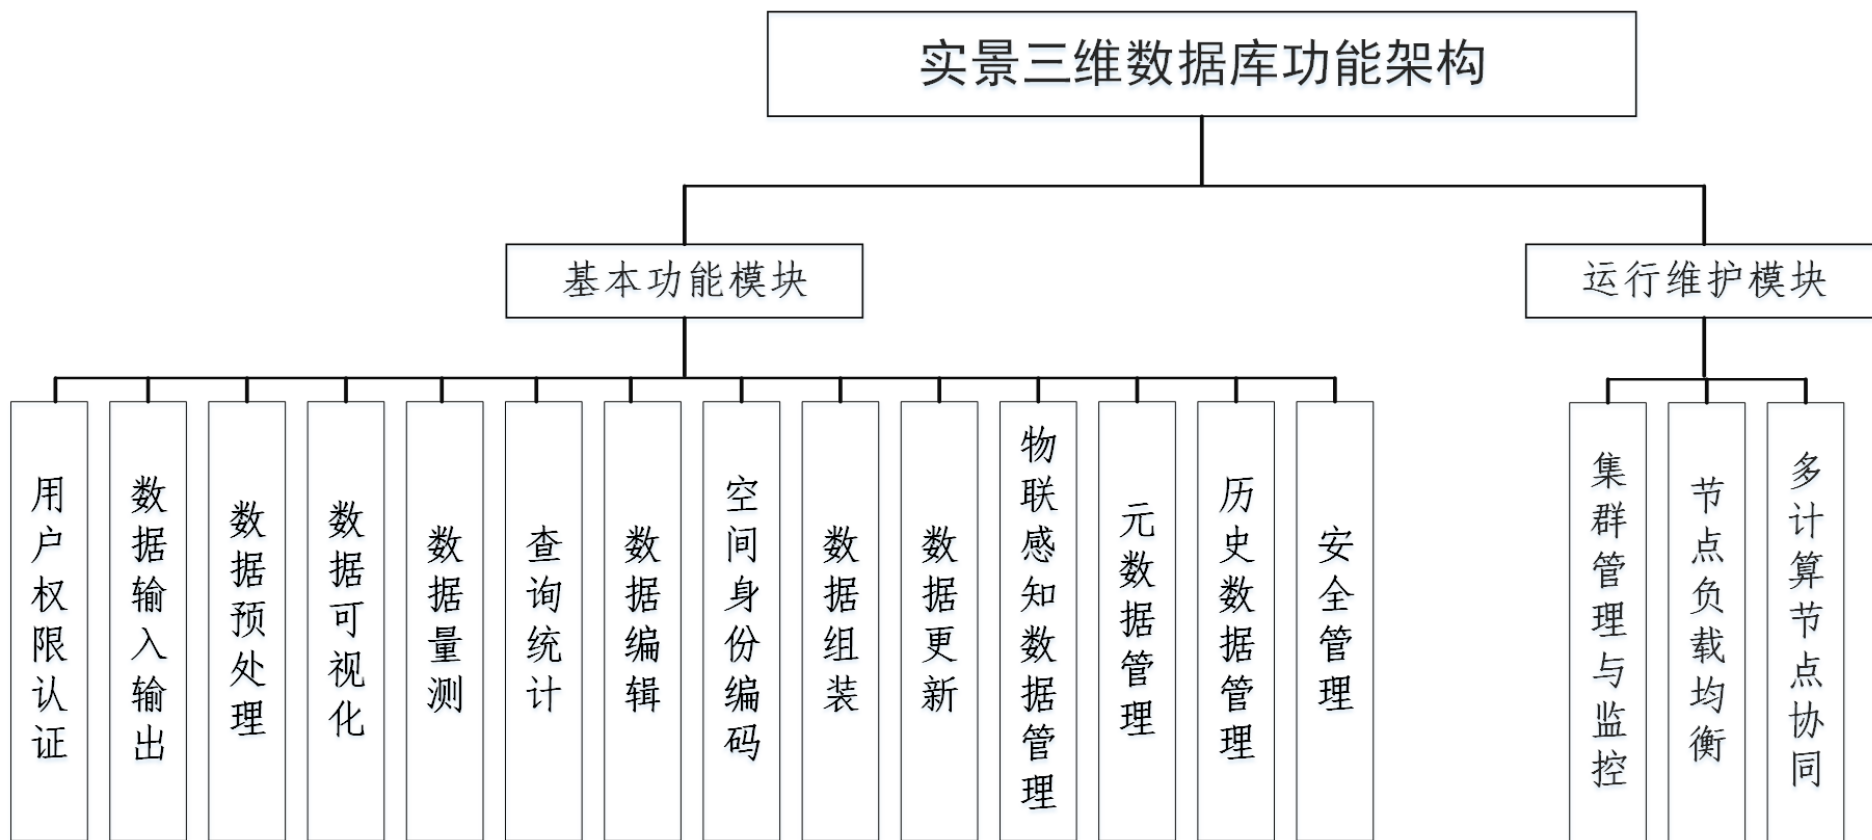 实景三维数据库功能架构
基本功能模块
运行维护模块
用户权限认证
数据输入输出
数据预处理
数据可视化
数据量测
查询统计
数据编辑
空间身份编码
数据组装
数据更新
物联感知数据管理
元数据管理
历史数据管理
安全管理
集群管理与监控
节点负载均衡
多计算节点协同